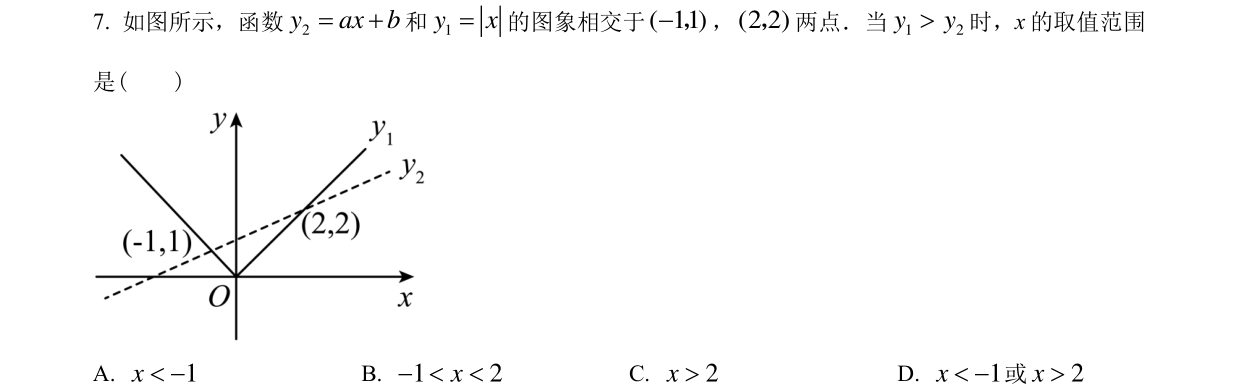 7. 如图所示，函数 y₂ = ax + b 和 y₁ = |x| 的图象相交于 (−1,1)，(2,2) 两点．当 y₁ > y₂ 时，x 的取值范围
是(　　)
y
y₁
y₂
(2,2)
(-1,1)
O
x
A. x < −1　　B. −1 < x < 2　　C. x > 2　　D. x < −1或 x > 2